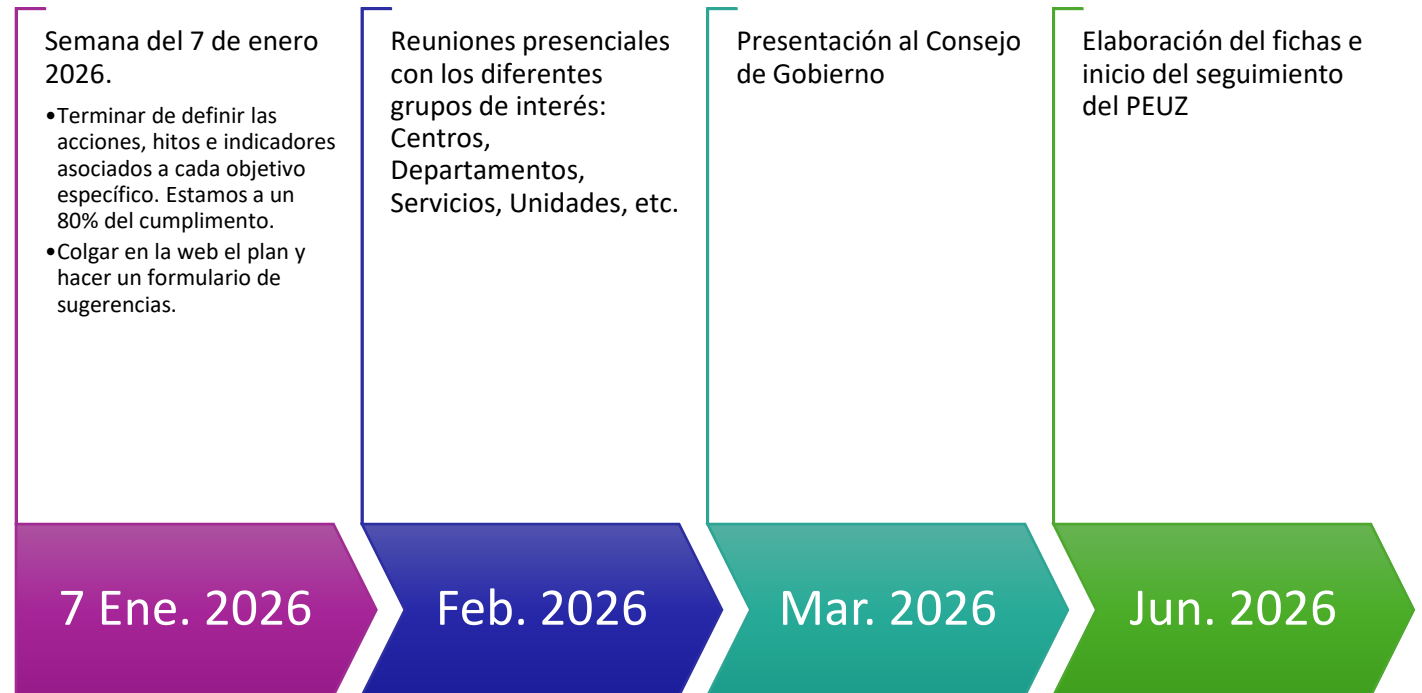 Semana del 7 de enero
2026.
•Terminar de definir las
acciones, hitos e indicadores
asociados a cada objetivo
específico. Estamos a un
80% del cumplimento.
•Colgar en la web el plan y
hacer un formulario de
sugerencias.
Reuniones presenciales
con los diferentes
grupos de interés:
Centros,
Departamentos,
Servicios, Unidades, etc.
Presentación al Consejo
de Gobierno
Elaboración del fichas e
inicio del seguimiento
del PEUZ
7 Ene. 2026
Feb. 2026
Mar. 2026
Jun. 2026